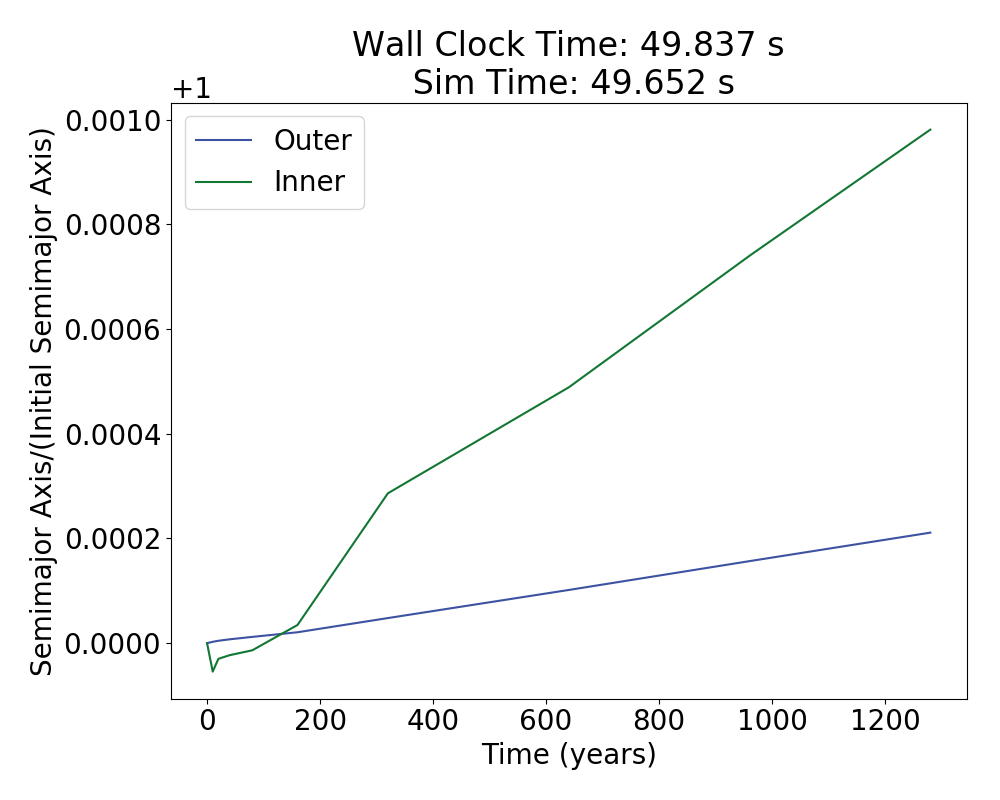 Wall Clock Time: 49.837 s
Sim Time: 49.652 s
+1
Outer
Inner
Semimajor Axis/(Initial Semimajor Axis)
0.0010
0.0008
0.0006
0.0004
0.0002
0.0000
0 200 400 600 800 1000 1200
Time (years)